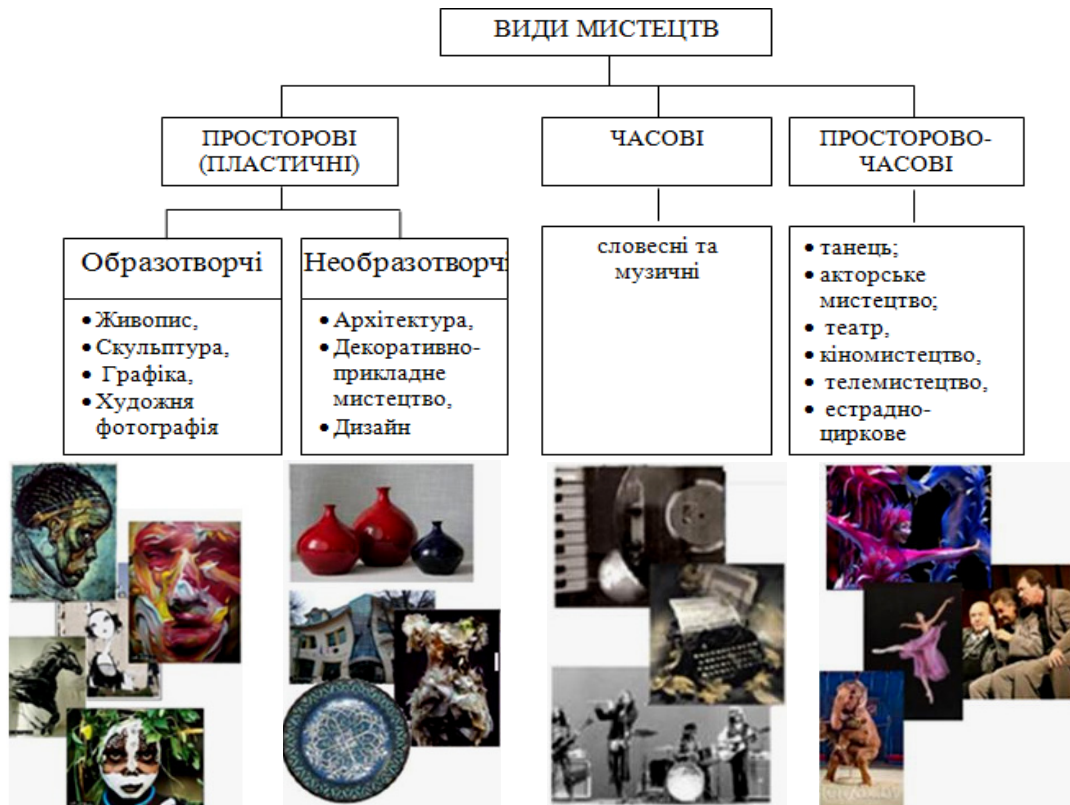 ВИДИ МИСТЕЦТВ
ПРОСТОРОВІ
(ПЛАСТИЧНІ)
ЧАСОВІ
ПРОСТОРОВО-
ЧАСОВІ
Образотворчі
• Живопис,
• Скульптура,
• Графіка,
• Художня
фотографія
Необразотворчі
• Архітектура,
• Декоративно-
прикладне
мистецтво,
• Дизайн
словесні та
музичні
• танець;
• акторське
мистецтво;
• театр,
• кіномистецтво,
• телемистецтво,
• естрадно-
циркове